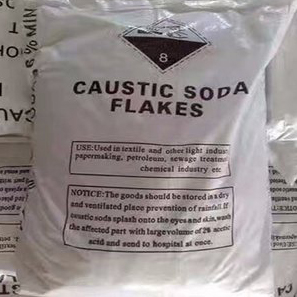 8
CAUSTIC SODA
FLAKES
USE:Used in textile and other light indust
papermaking, petroleum, sewage treatme
chemical industry etc
NOTICE:The goods should be stored in a dry
and ventilated place prevention of rainfall. If
caustic soda splash onto the eyes and skin, wash
the affected part with large volume of 2% acetic
acid and send to hospital at once.